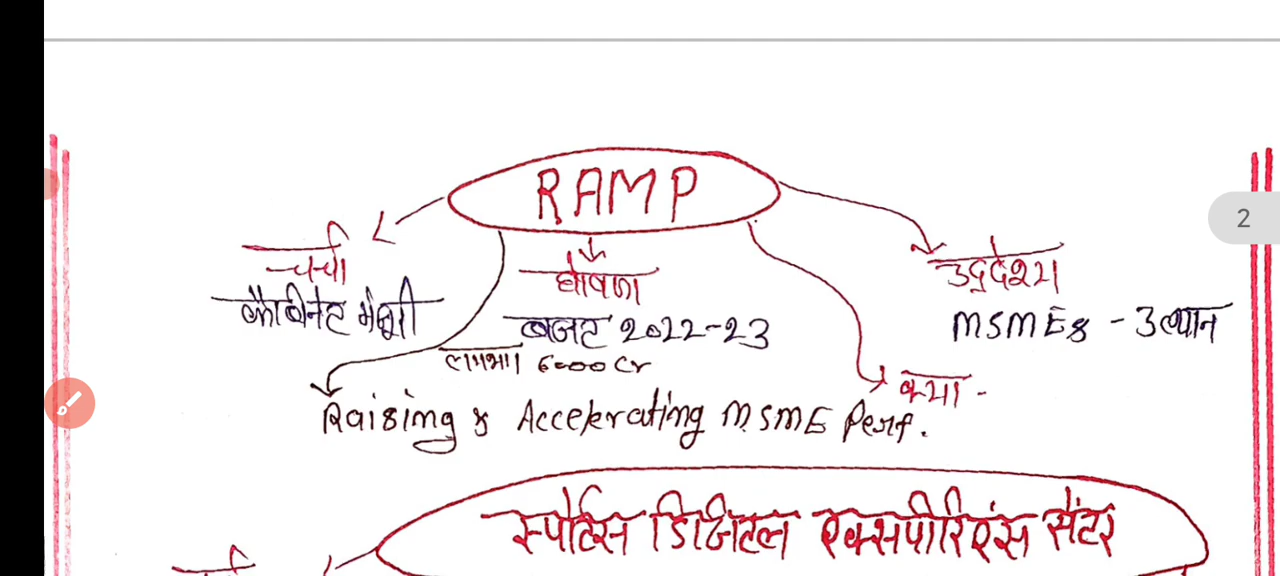 RAMP
चर्चा
कैबिनेट मंजूरी
घोषणा
बजट 2022-23
लगभग 6000 Cr
उद्देश्य
MSMEs - उत्थान
क्या -
Raising & Accelerating MSME Perf.
स्पोर्टस डिजिटल एक्सपीरिएंस सेंटर
2